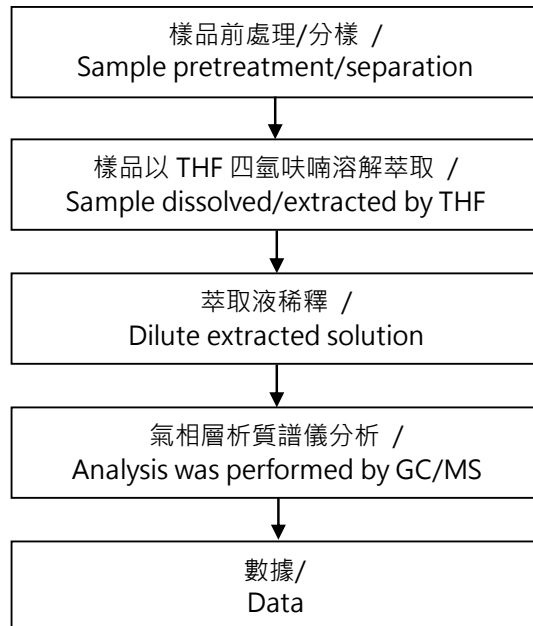 樣品前處理/分樣 /
Sample pretreatment/separation
樣品以 THF 四氫呋喃溶解萃取 /
Sample dissolved/extracted by THF
萃取液稀釋 /
Dilute extracted solution
氣相層析質譜儀分析 /
Analysis was performed by GC/MS
數據/
Data